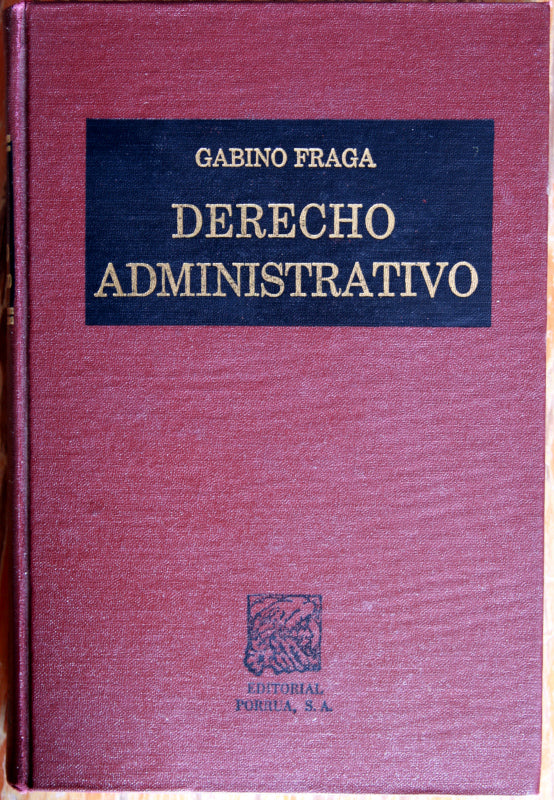 GABINO FRAGA
DERECHO
ADMINISTRATIVO
EDITORIAL
PORRUA, S.A.